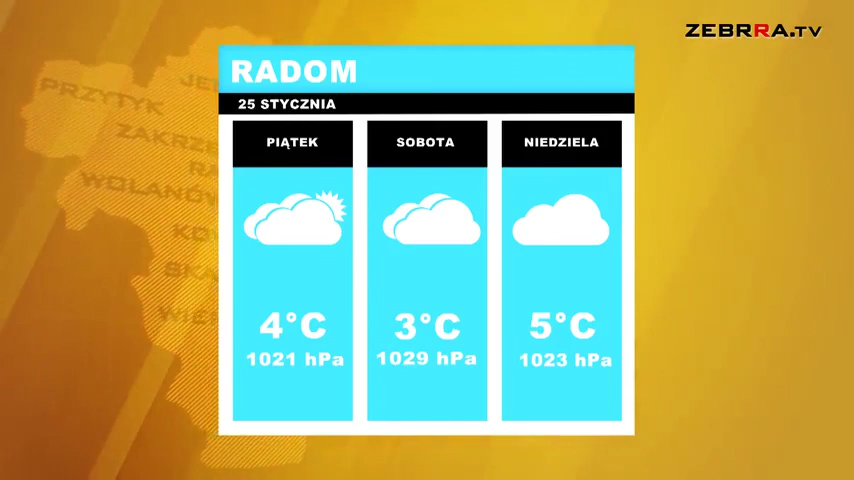 ZEBRRA.TV
RADOM
25 STYCZNIA
PIĄTEK
SOBOTA
NIEDZIELA
4°C
3°C
5°C
1021 hPa
1029 hPa
1023 hPa
PRZYTYK